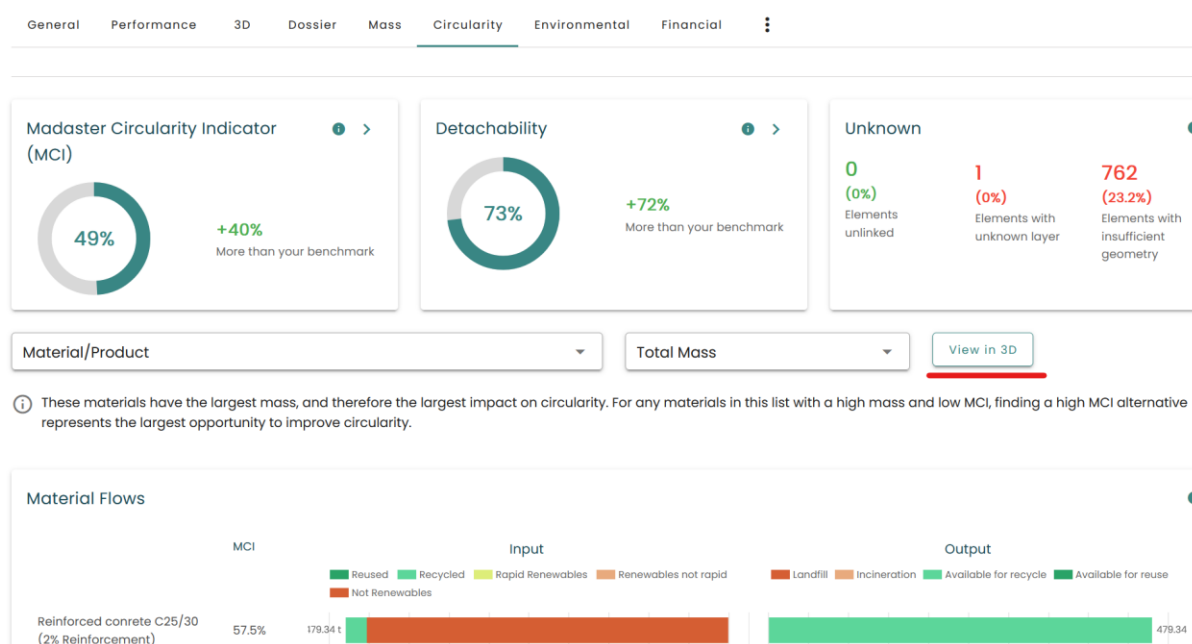 General Performance 3D Dossier Mass Circularity Environmental Financial
Madaster Circularity Indicator
(MCI)
49%
+40%
More than your benchmark
Detachability
73%
+72%
More than your benchmark
Unknown
0
(0%)
Elements
unlinked
1
(0%)
Elements with
unknown layer
762
(23.2%)
Elements with
insufficient
geometry
Material/Product
Total Mass
View in 3D
These materials have the largest mass, and therefore the largest impact on circularity. For any materials in this list with a high mass and low MCI, finding a high MCI alternative
represents the largest opportunity to improve circularity.
Material Flows
MCI
Input
Output
Reused Recycled Rapid Renewables Renewables not rapid
Not Renewables
Landfill Incineration Available for recycle Available for reuse
Reinforced conrete C25/30
(2% Reinforcement)
57.5%
179.34 t
479.34